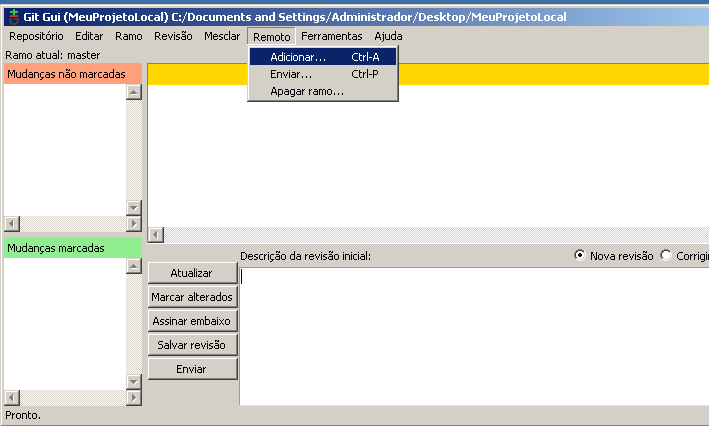 Git Gui (MeuProjetoLocal) C:/Documents and Settings/Administrador/Desktop/MeuProjetoLocal
Repositório Editar Ramo Revisão Mesclar Remoto Ferramentas Ajuda
Ramo atual: master
Adicionar... Ctrl-A
Enviar... Ctrl-P
Apagar ramo...
Mudanças não marcadas
Mudanças marcadas
Descrição da revisão inicial:
Nova revisão
Corrigi
Atualizar
Marcar alterados
Assinar embaixo
Salvar revisão
Enviar
Pronto.